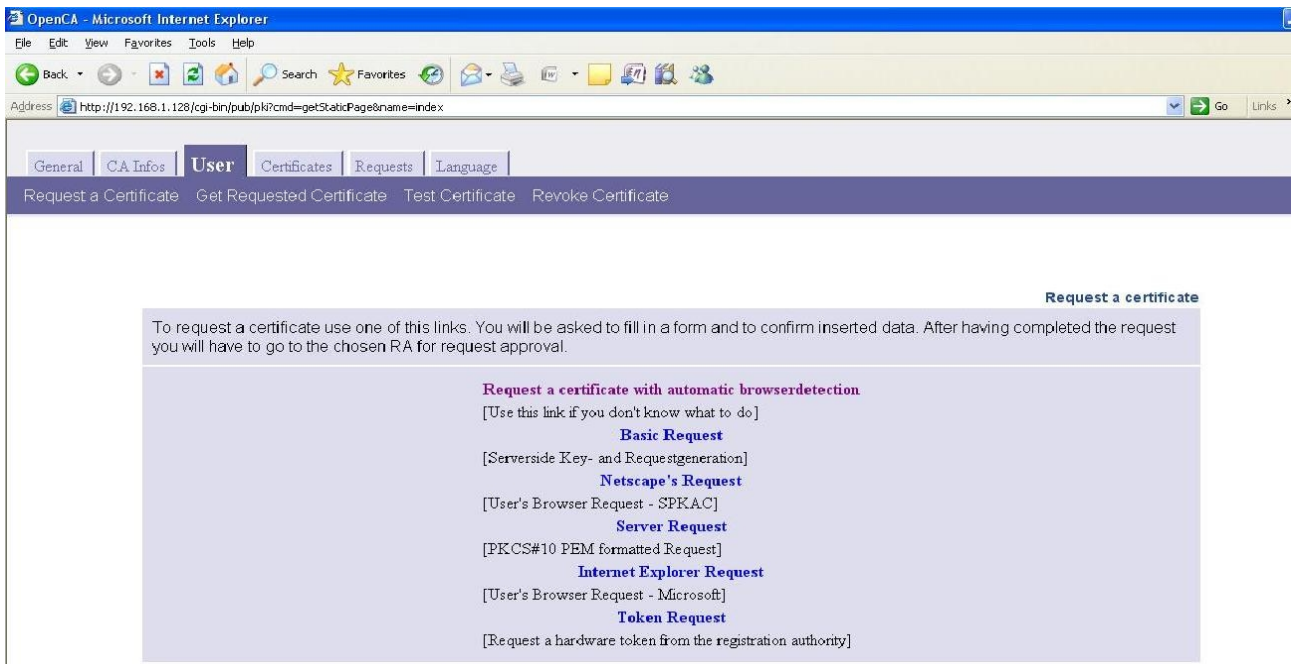 OpenCA - Microsoft Internet Explorer
File Edit View Favorites Tools Help
Back Search Favorites
Address http://192.168.1.128/cgi-bin/pub/pki?cmd=getStaticPage&name=index Go Links
General CA Infos User Certificates Requests Language
Request a Certificate Get Requested Certificate Test Certificate Revoke Certificate
Request a certificate
To request a certificate use one of this links. You will be asked to fill in a form and to confirm inserted data. After having completed the request
you will have to go to the chosen RA for request approval.
Request a certificate with automatic browserdetection
[Use this link if you don't know what to do]
Basic Request
[Serverside Key- and Requestgeneration]
Netscape's Request
[User's Browser Request - SPKAC]
Server Request
[PKCS#10 PEM formatted Request]
Internet Explorer Request
[User's Browser Request - Microsoft]
Token Request
[Request a hardware token from the registration authority]